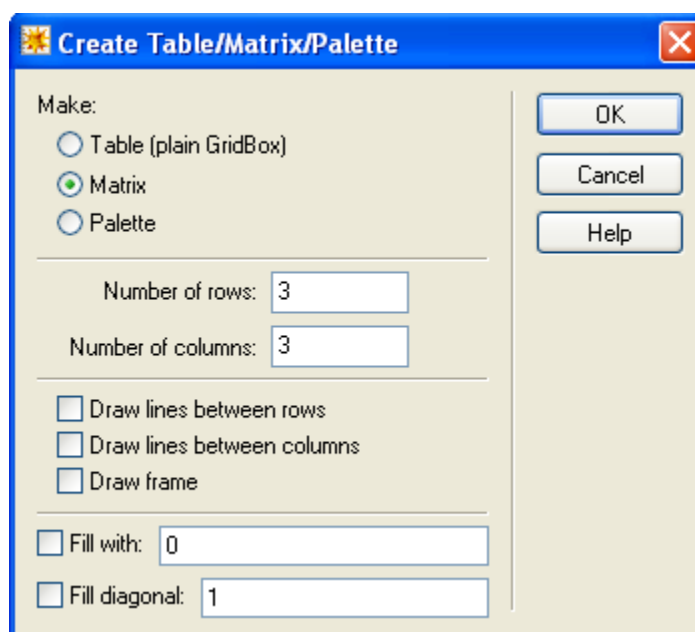 Create Table/Matrix/Palette
Make:
Table (plain GridBox)
Matrix
Palette
Number of rows: 3
Number of columns: 3
Draw lines between rows
Draw lines between columns
Draw frame
Fill with: 0
Fill diagonal: 1
OK
Cancel
Help